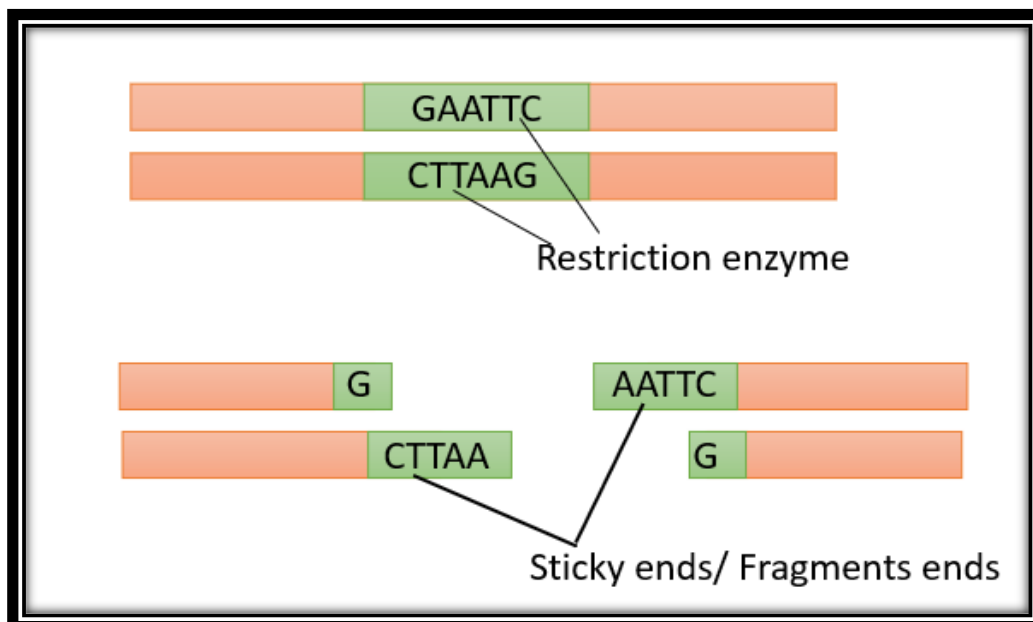 GAATTC
CTTAAG
Restriction enzyme
G AATTC
CTTAA G
Sticky ends/ Fragments ends